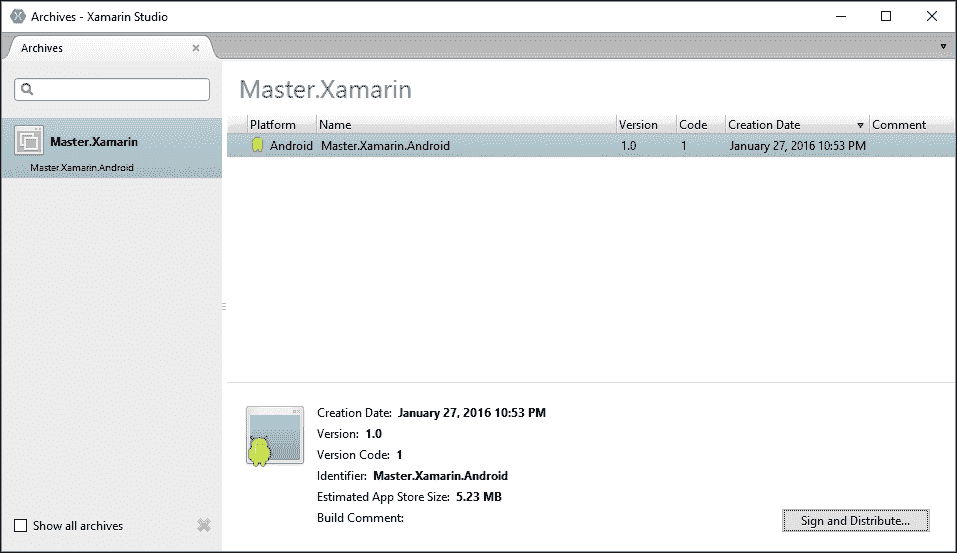 Archives - Xamarin Studio
Archives
Master.Xamarin
Master.Xamarin.Android
Master.Xamarin
Platform Name Version Code Creation Date Comment
Android Master.Xamarin.Android 1.0 1 January 27, 2016 10:53 PM
Creation Date: January 27, 2016 10:53 PM
Version: 1.0
Version Code: 1
Identifier: Master.Xamarin.Android
Estimated App Store Size: 5.23 MB
Build Comment:
Show all archives
Sign and Distribute...